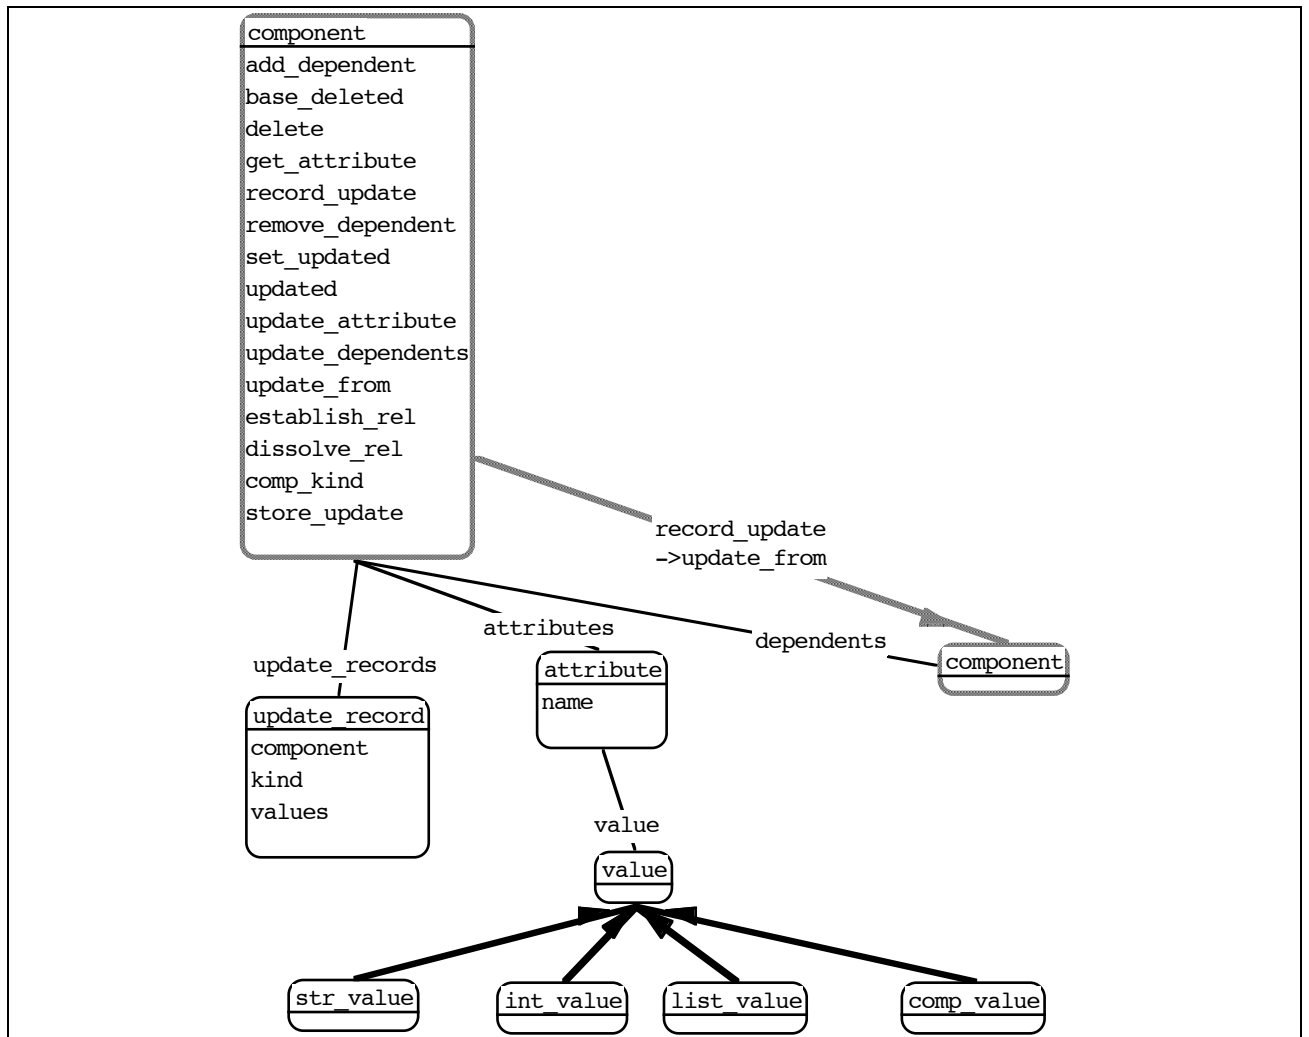 component
add_dependent
base_deleted
delete
get_attribute
record_update
remove_dependent
set_updated
updated
update_attribute
update_dependents
update_from
establish_rel
dissolve_rel
comp_kind
store_update
record_update
->update_from
attributes
dependents
update_records
component
attribute
name
update_record
component
kind
values
value
value
str_value
int_value
list_value
comp_value